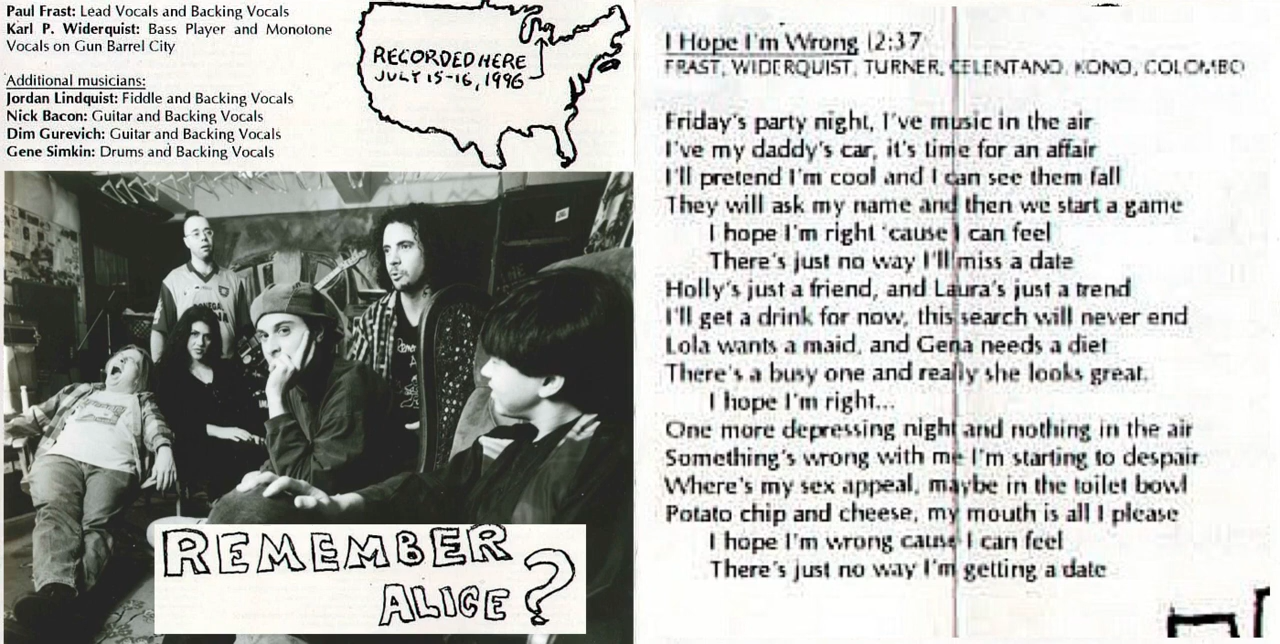 Paul Frast: Lead Vocals and Backing Vocals
Karl P. Widerquist: Bass Player and Monotone
Vocals on Gun Barrel City
Additional musicians:
Jordan Lindquist: Fiddle and Backing Vocals
Nick Bacon: Guitar and Backing Vocals
Dim Gurevich: Guitar and Backing Vocals
Gene Simkin: Drums and Backing Vocals
RECORDED HERE
JULY 15-16, 1996
REMEMBER
ALICE?
I Hope I'm Wrong (2:37
FRAST, WIDERQUIST, TURNER, CELENTANO, KONO, COLOMBO
Friday's party night, I've music in the air
I've my daddy's car, it's time for an affair
I'll pretend I'm cool and I can see them fall
They will ask my name and then we start a game
I hope I'm right 'cause I can feel
There's just no way I'll miss a date
Holly's just a friend, and Laura's just a trend
I'll get a drink for now, this search will never end
Lola wants a maid, and Gena needs a diet
There's a busy one and really she looks great.
I hope I'm right...
One more depressing night and nothing in the air
Something's wrong with me I'm starting to despair
Where's my sex appeal, maybe in the toilet bowl
Potato chip and cheese, my mouth is all I please
I hope I'm wrong cause I can feel
There's just no way I'm getting a date